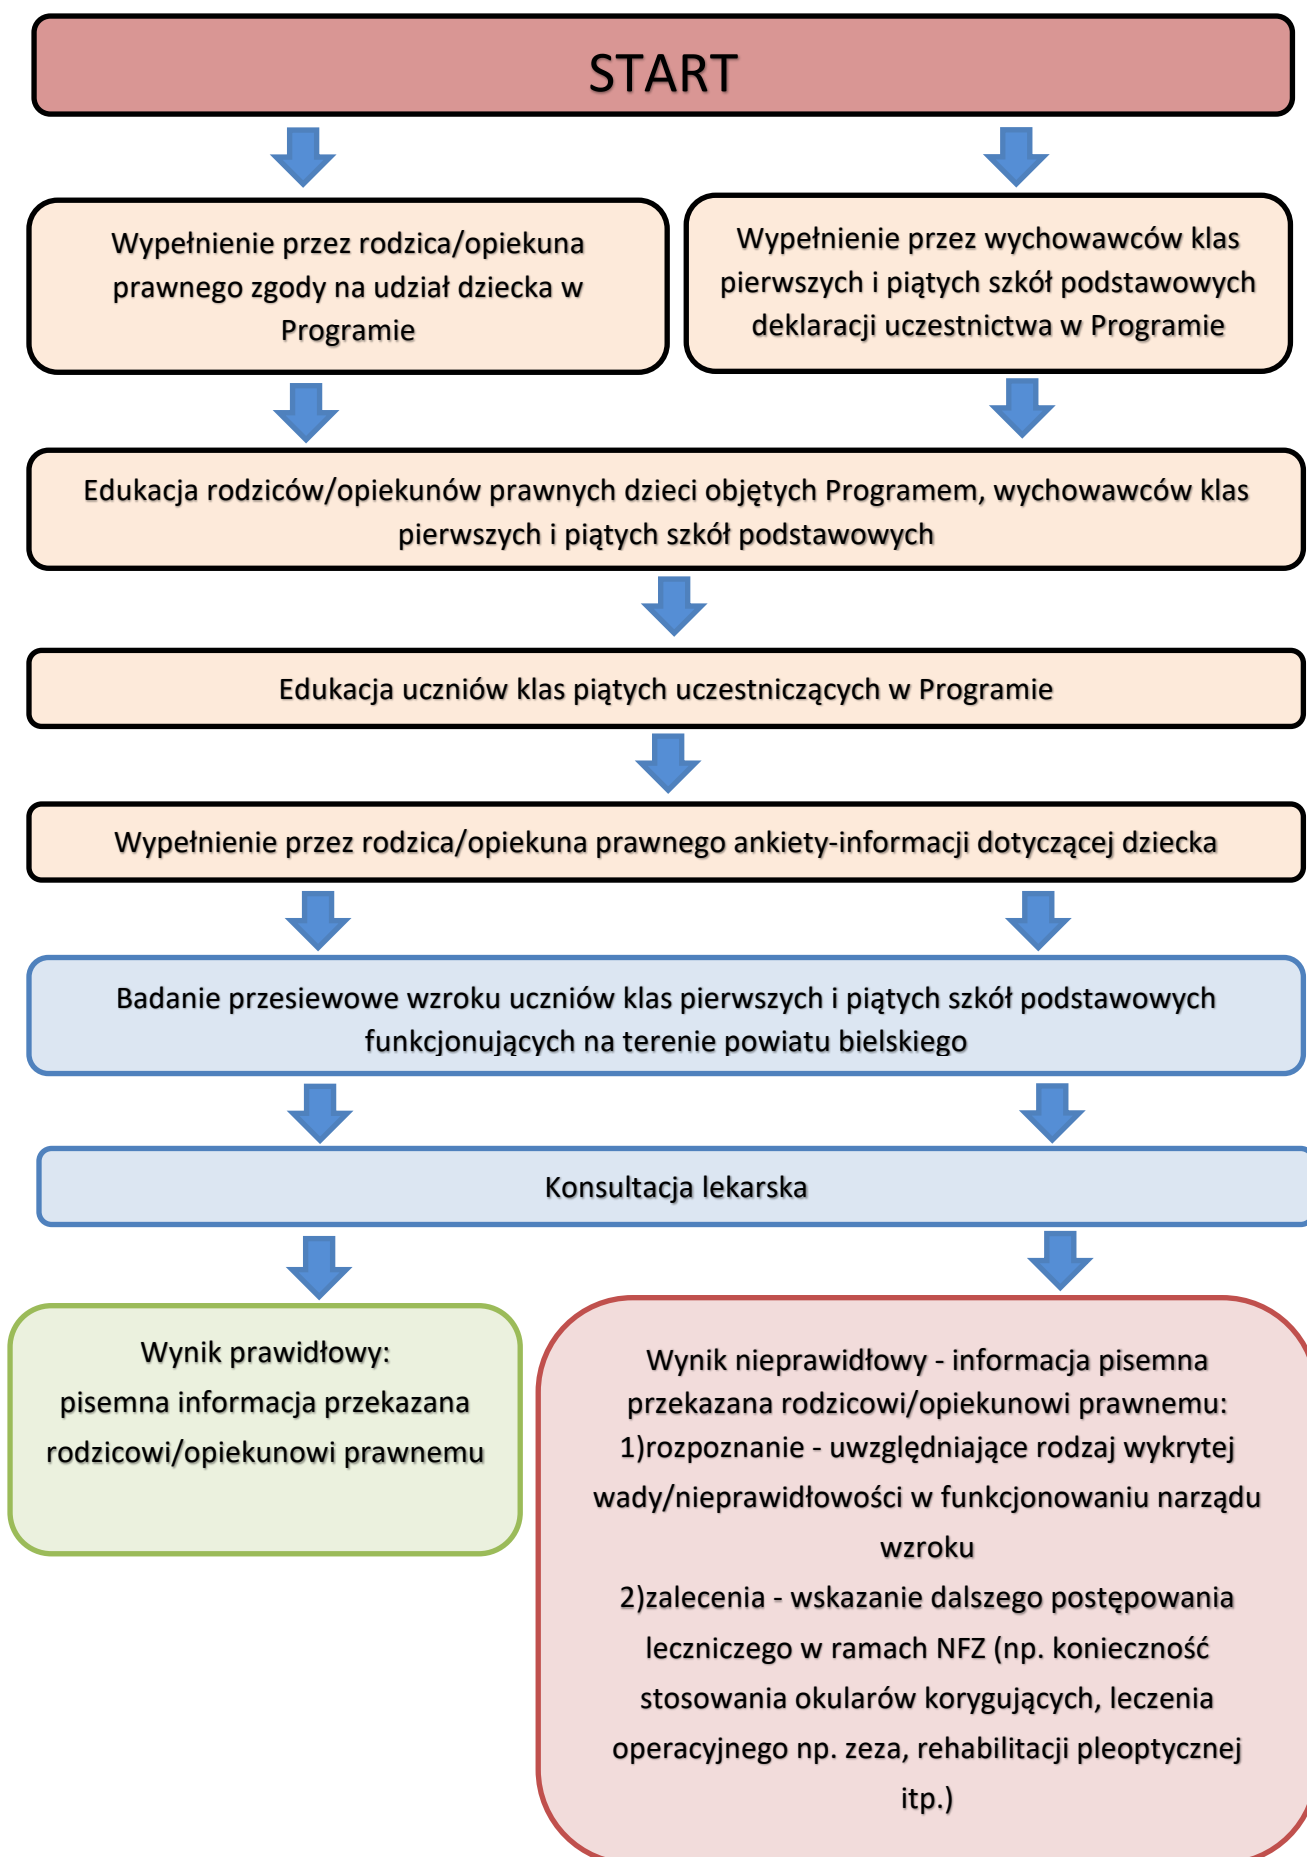 START
Wypełnienie przez rodzica/opiekuna
prawnego zgody na udział dziecka w
Programie
Wypełnienie przez wychowawców klas
pierwszych i piątych szkół podstawowych
deklaracji uczestnictwa w Programie
Edukacja rodziców/opiekunów prawnych dzieci objętych Programem, wychowawców klas
pierwszych i piątych szkół podstawowych
Edukacja uczniów klas piątych uczestniczących w Programie
Wypełnienie przez rodzica/opiekuna prawnego ankiety-informacji dotyczącej dziecka
Badanie przesiewowe wzroku uczniów klas pierwszych i piątych szkół podstawowych
funkcjonujących na terenie powiatu bielskiego
Konsultacja lekarska
Wynik prawidłowy:
pisemna informacja przekazana
rodzicowi/opiekunowi prawnemu
Wynik nieprawidłowy - informacja pisemna
przekazana rodzicowi/opiekunowi prawnemu:
1)rozpoznanie - uwzględniające rodzaj wykrytej
wady/nieprawidłowości w funkcjonowaniu narządu
wzroku
2)zalecenia - wskazanie dalszego postępowania
leczniczego w ramach NFZ (np. konieczność
stosowania okularów korygujących, leczenia
operacyjnego np. zeza, rehabilitacji pleoptycznej
itp.)